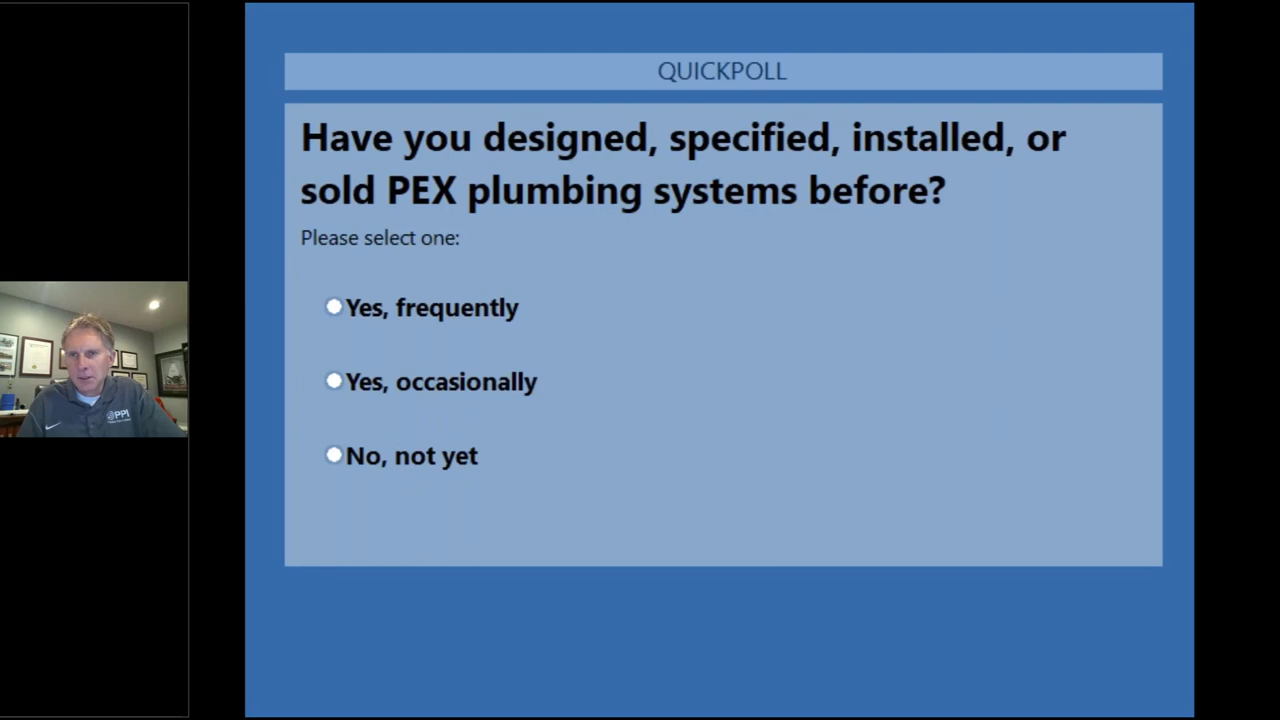 QUICKPOLL
Have you designed, specified, installed, or
sold PEX plumbing systems before?
Please select one:
Yes, frequently
Yes, occasionally
No, not yet
PPI